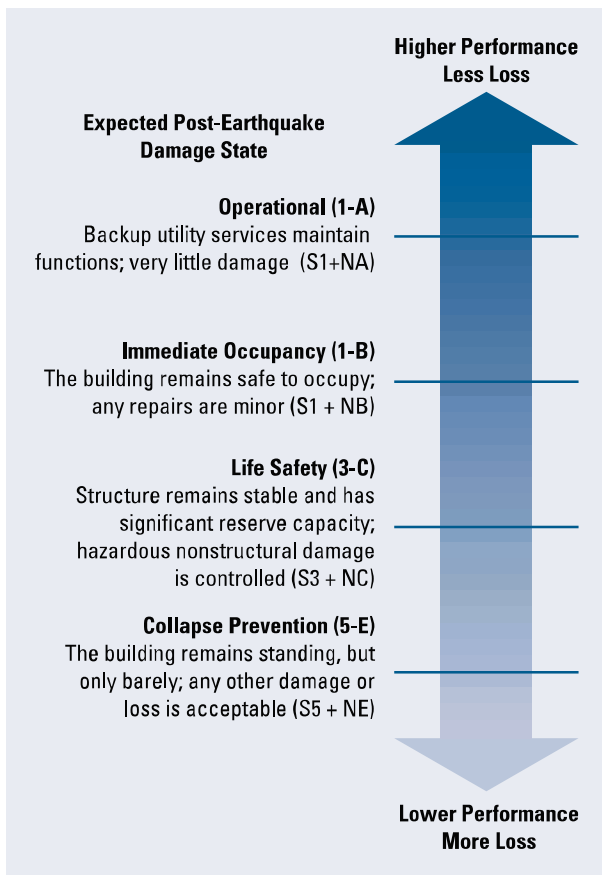 Higher Performance
Less Loss
Expected Post-Earthquake
Damage State
Operational (1-A)
Backup utility services maintain
functions; very little damage (S1+NA)
Immediate Occupancy (1-B)
The building remains safe to occupy;
any repairs are minor (S1 + NB)
Life Safety (3-C)
Structure remains stable and has
significant reserve capacity;
hazardous nonstructural damage
is controlled (S3 + NC)
Collapse Prevention (5-E)
The building remains standing, but
only barely; any other damage or
loss is acceptable (S5 + NE)
Lower Performance
More Loss